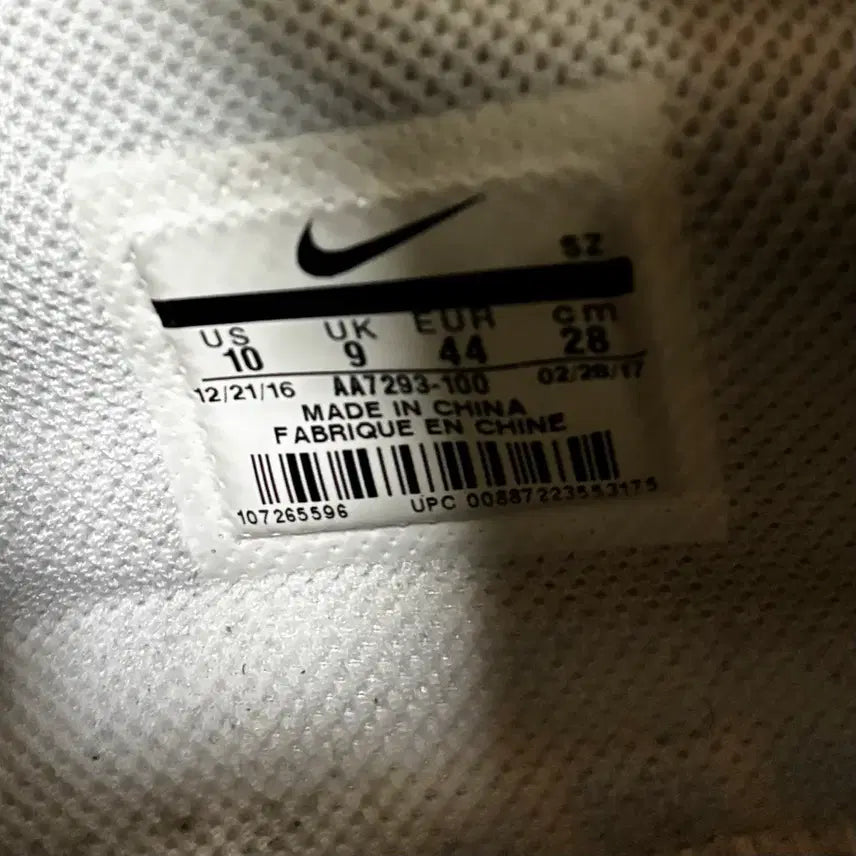 SZ
US UK EUR cm
10 9 44 28
12/21/16 AA7293-100 02/28/17
MADE IN CHINA
FABRIQUE EN CHINE
107265596 UPC 00887223553175